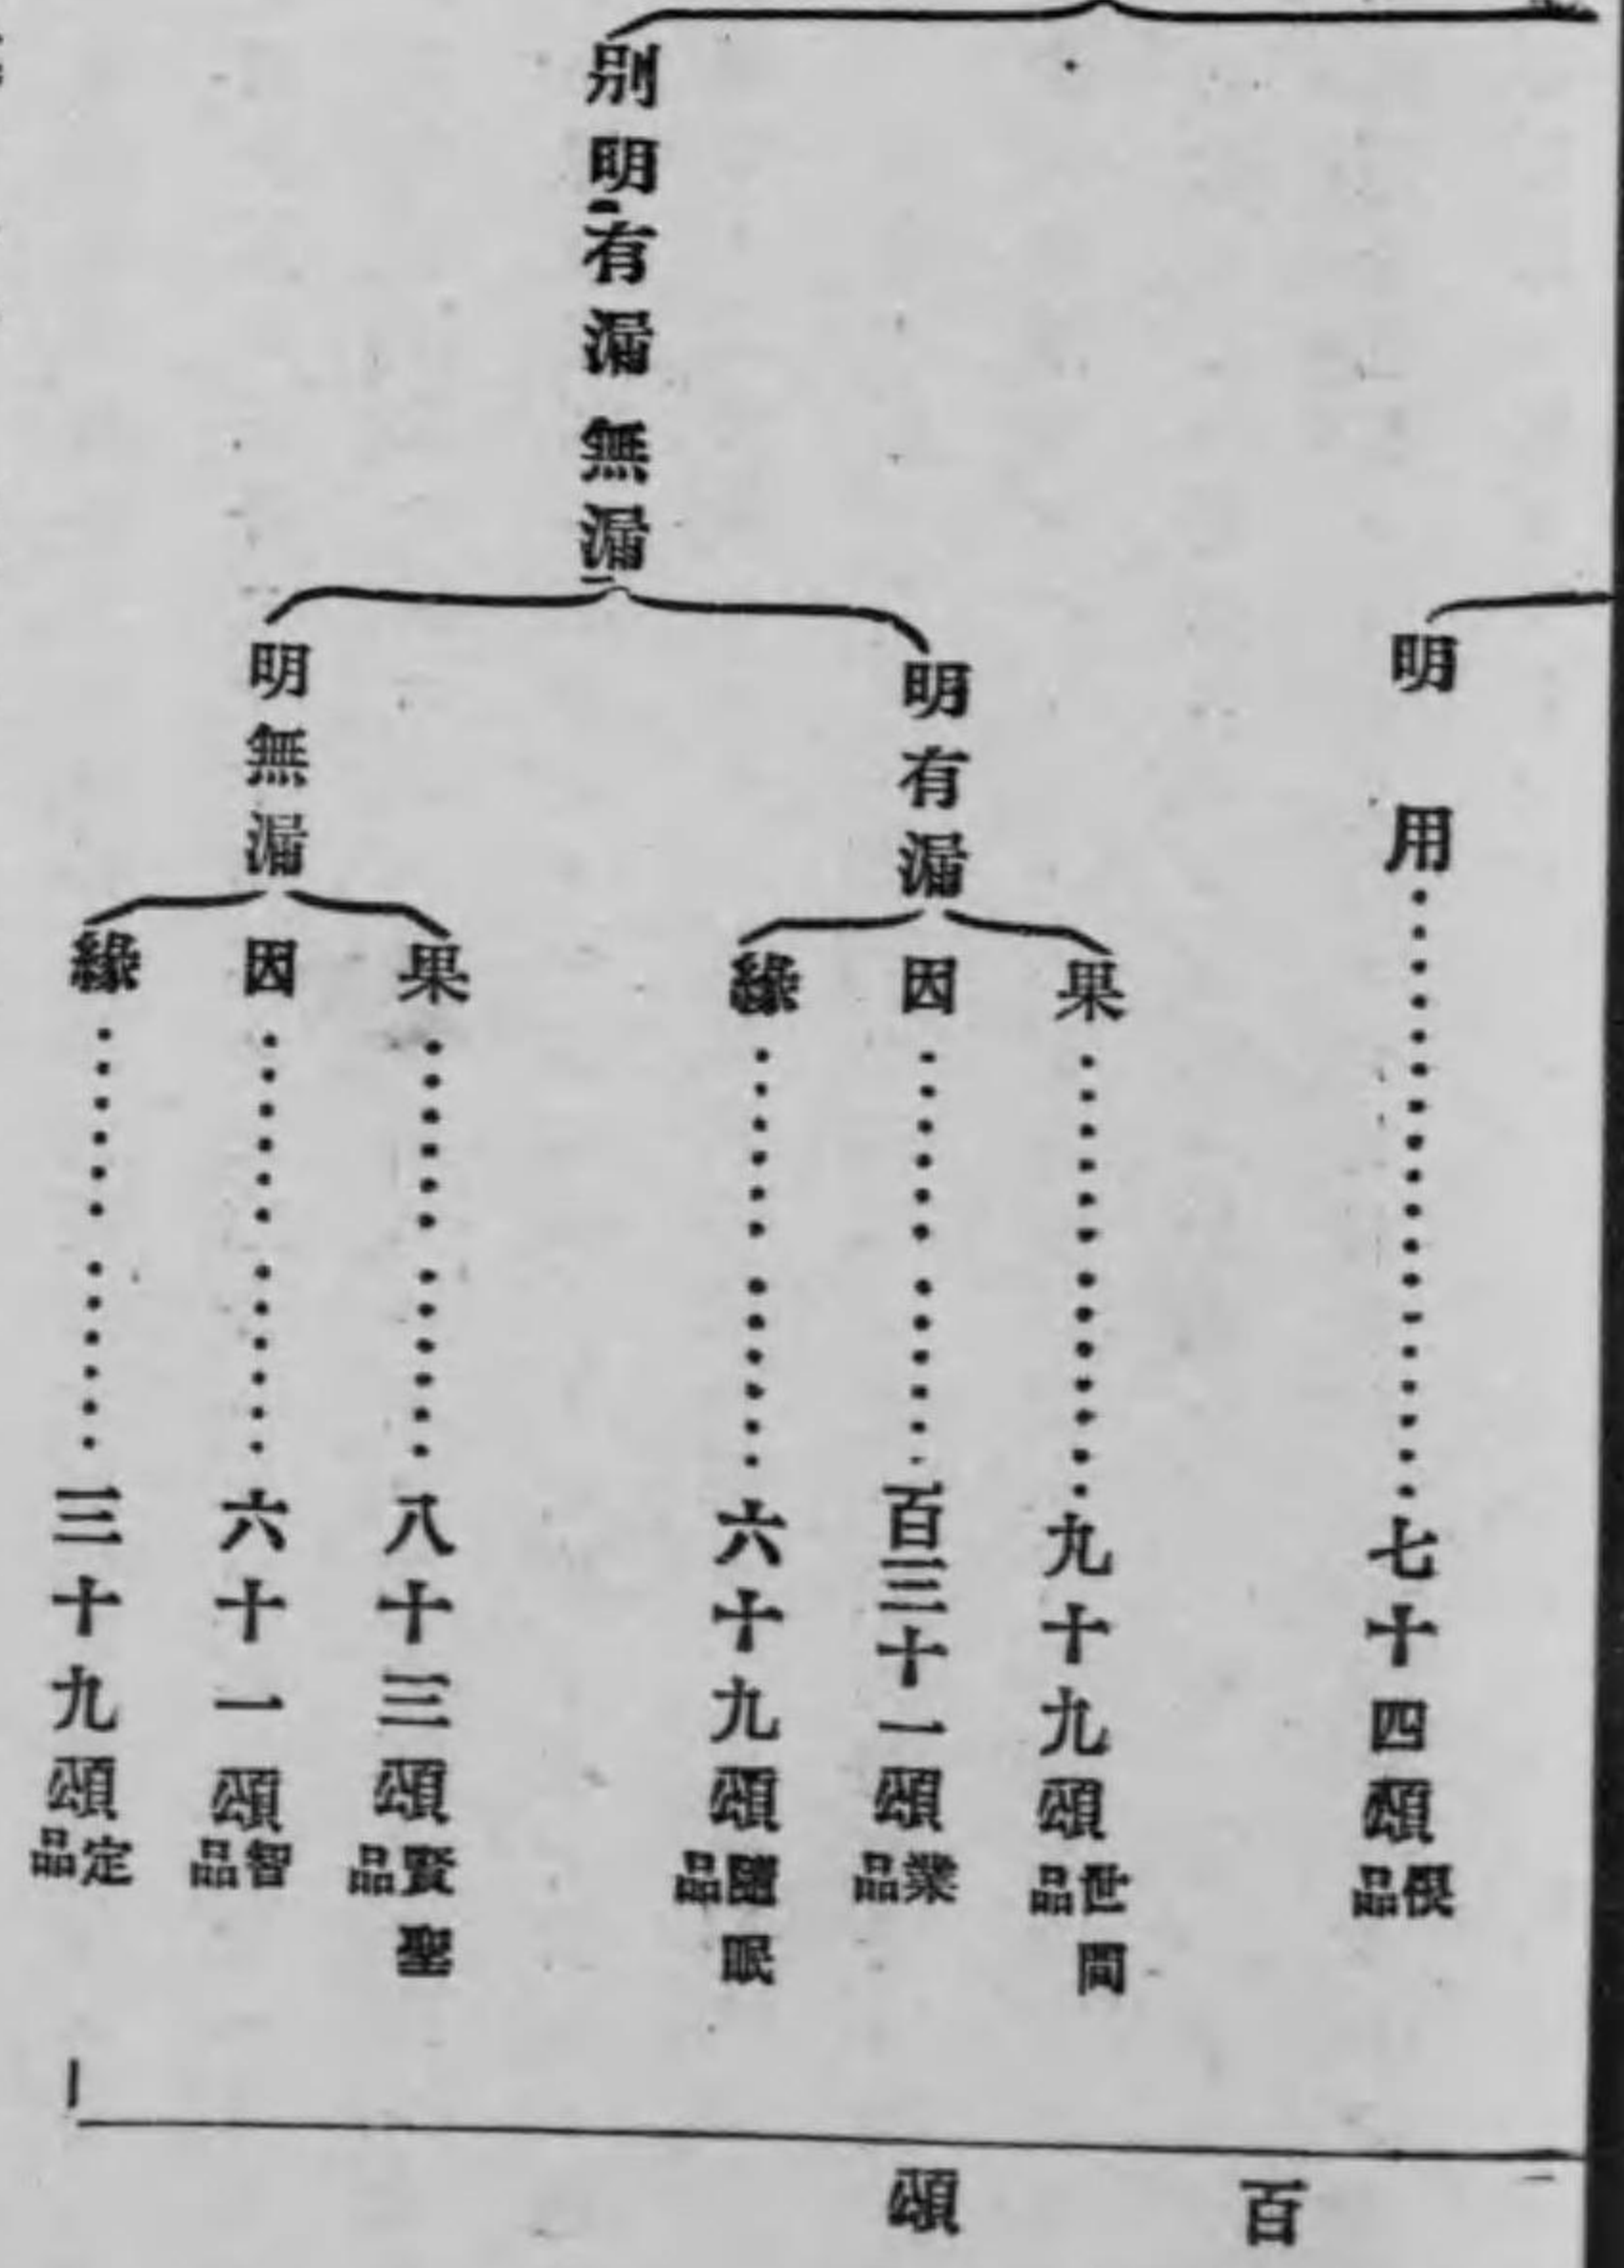 明用……七十四頌
根品
別明有漏無漏
明有漏
果……九十九頌
世間品
因……百三十一頌
業品
緣……六十九頌
隨眠品
明無漏
果……八十三頌
賢聖品
因……六十一頌
智品
緣……三十九頌
定品
百頌